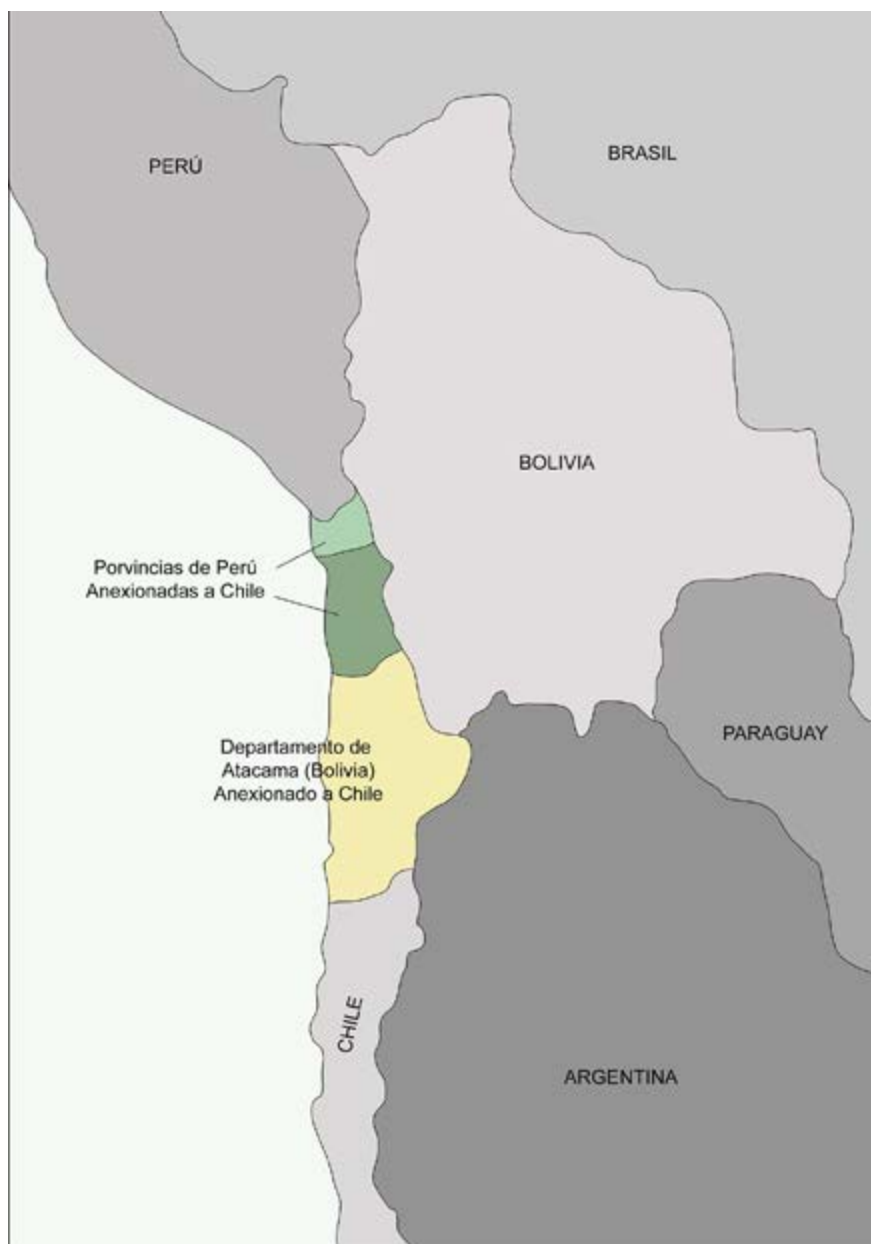 PERÚ
BRASIL
BOLIVIA
Porvincias de Perú
Anexionadas a Chile
Departamento de
Atacama (Bolivia)
Anexionado a Chile
PARAGUAY
CHILE
ARGENTINA